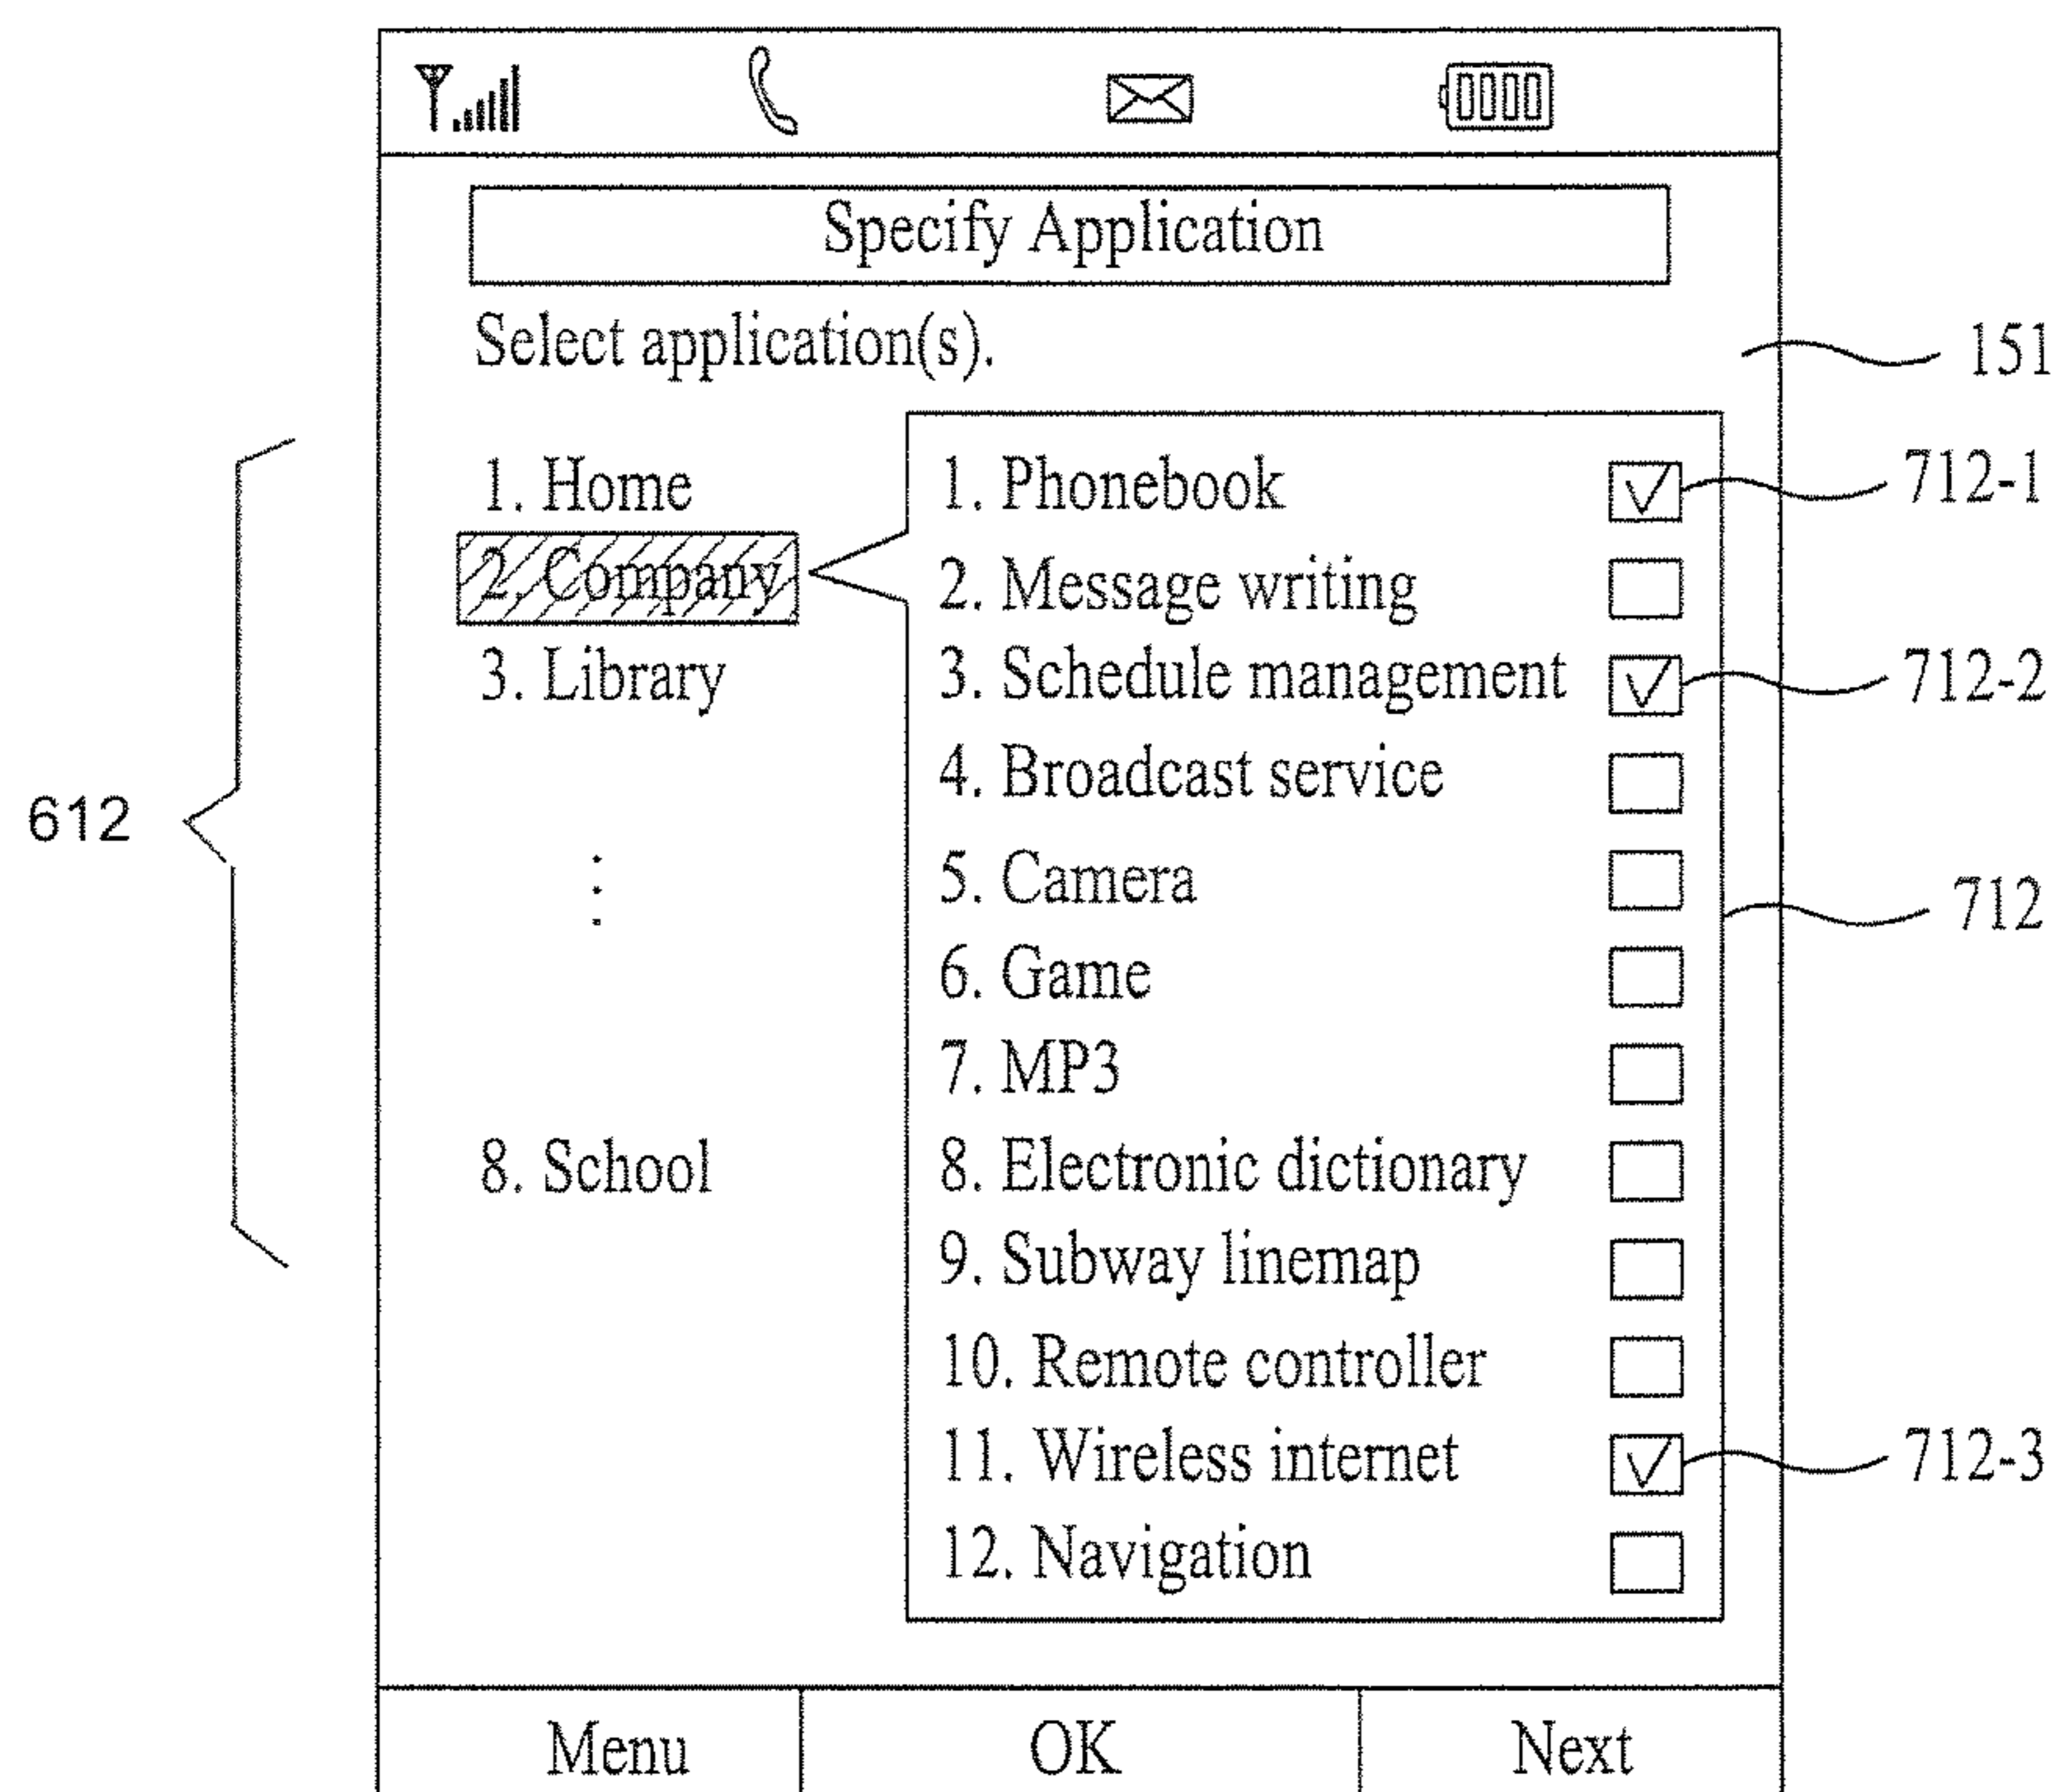 Specify Application
Select application(s).
151
612
1. Home
2. Company
3. Library
8. School
1. Phonebook
712-1
2. Message writing
3. Schedule management
712-2
4. Broadcast service
5. Camera
712
6. Game
7. MP3
8. Electronic dictionary
9. Subway linemap
10. Remote controller
11. Wireless internet
712-3
12. Navigation
Menu
OK
Next